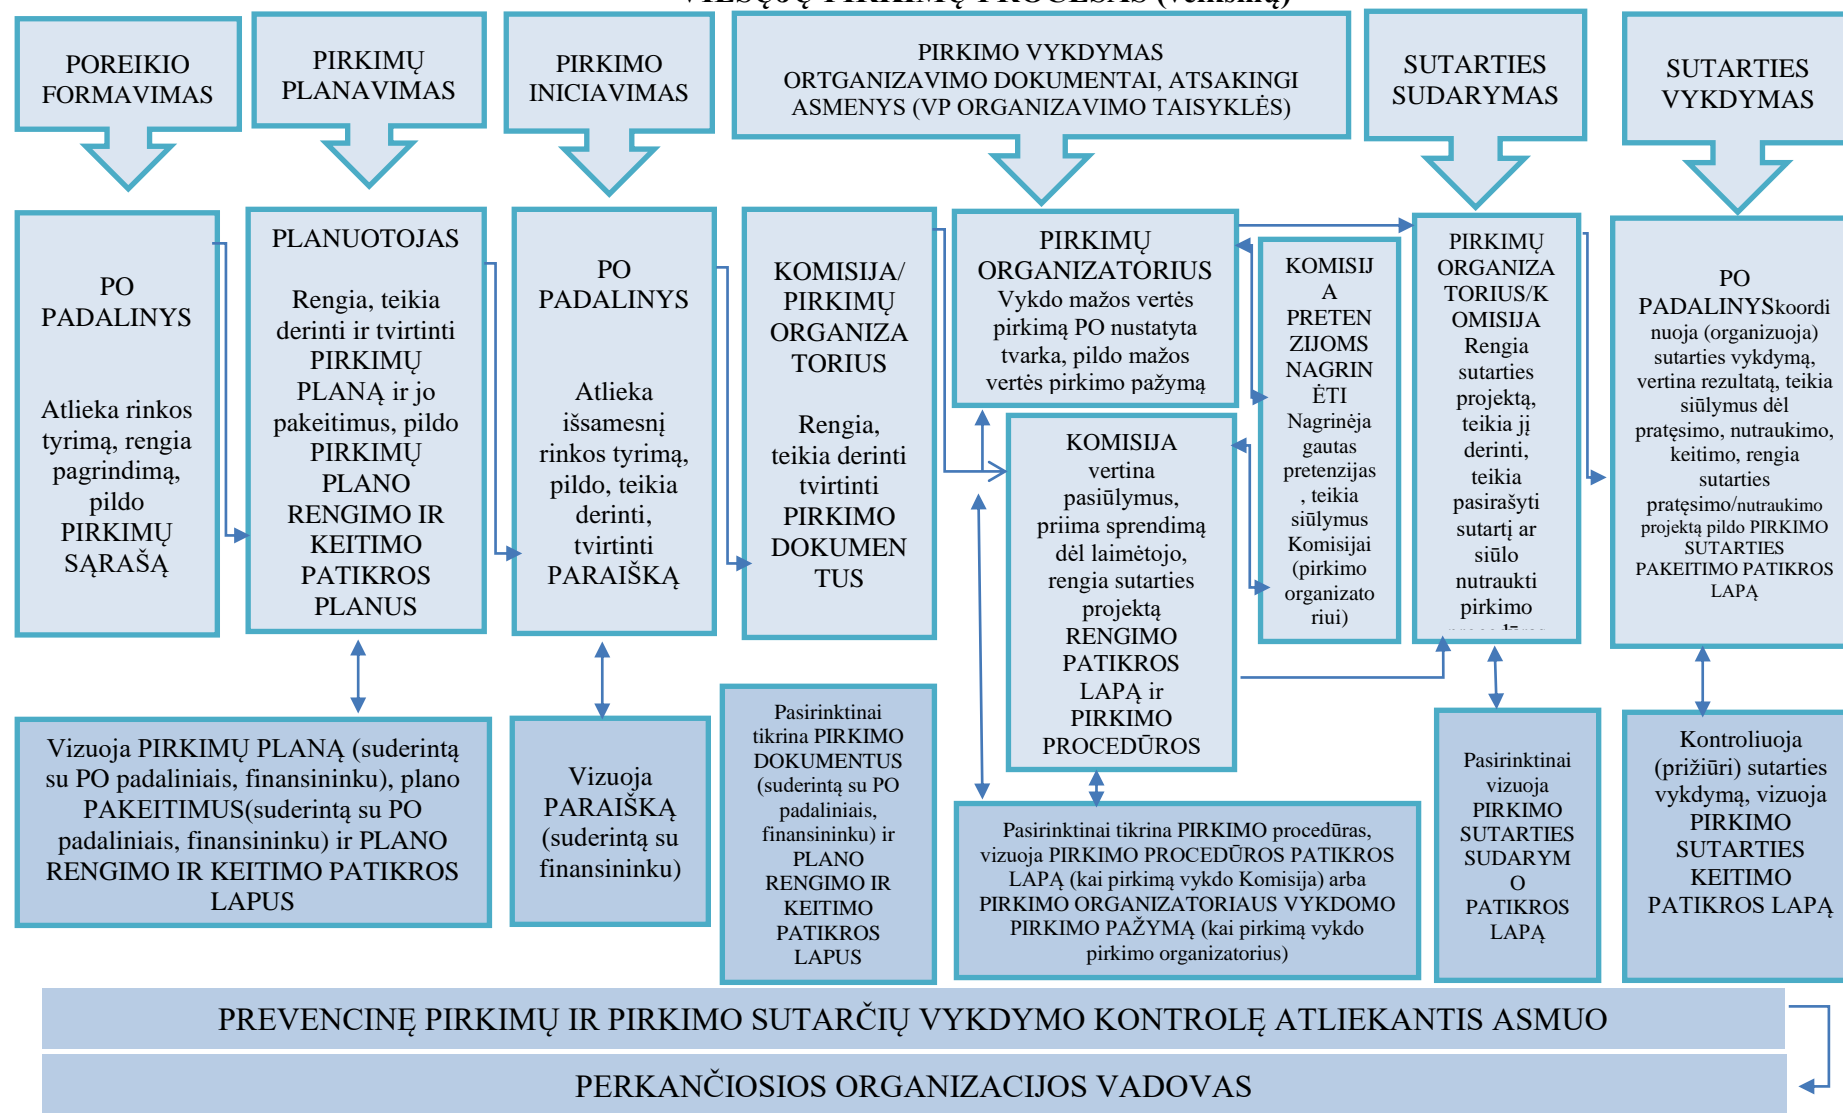 VIEŠŲJŲ PIRKIMŲ PROCESAS (veiksmų)
POREIKIO
FORMAVIMAS
PIRKIMŲ
PLANAVIMAS
PIRKIMO
INICIAVIMAS
PIRKIMO VYKDYMAS
ORTGANIZAVIMO DOKUMENTAI, ATSAKINGI
ASMENYS (VP ORGANIZAVIMO TAISYKLĖS)
SUTARTIES
SUDARYMAS
SUTARTIES
VYKDYMAS
PO
PADALINYS
Atlieka rinkos
tyrimą, rengia
pagrindimą,
pildo
PIRKIMŲ
SĄRAŠĄ
PLANUOTOJAS
Rengia, teikia
derinti ir tvirtinti
PIRKIMŲ
PLANĄ ir jo
pakeitimus, pildo
PIRKIMŲ
PLANO
RENGIMO IR
KEITIMO
PATIKROS
PLANUS
PO
PADALINYS
Atlieka
išsamesnį
rinkos tyrimą,
pildo, teikia
derinti,
tvirtinti
PARAIŠKĄ
KOMISIJA/
PIRKIMŲ
ORGANIZA
TORIUS
Rengia,
teikia derinti
tvirtinti
PIRKIMO
DOKUMEN
TUS
PIRKIMŲ
ORGANIZATORIUS
Vykdo mažos vertės
pirkimą PO nustatyta
tvarka, pildo mažos
vertės pirkimo pažymą
KOMISIJA
vertina
pasiūlymus,
priima sprendimą
dėl laimėtojo,
rengia sutarties
projektą
RENGIMO
PATIKROS
LAPĄ ir
PIRKIMO
PROCEDŪROS
KOMISIJ
A
PRETEN
ZIJOMS
NAGRIN
ĖTI
Nagrinėja
gautas
pretenzijas
, teikia
siūlymus
Komisijai
(pirkimo
organizato
riui)
PIRKIMŲ
ORGANIZA
TORIUS/K
OMISIJA
Rengia
sutarties
projektą,
teikia jį
derinti,
teikia
pasirašyti
sutartį ar
siūlo
nutraukti
pirkimo
PO
PADALINYSkoordi
nuoja (organizuoja)
sutarties vykdymą,
vertina rezultatą, teikia
siūlymus dėl
pratęsimo, nutraukimo,
keitimo, rengia
sutarties
pratęsimo/nutraukimo
projektą pildo PIRKIMO
SUTARTIES
PAKEITIMO PATIKROS
LAPĄ
Vizuoja PIRKIMŲ PLANĄ (suderintą
su PO padaliniais, finansininku), plano
PAKEITIMUS(suderintą su PO
padaliniais, finansininku) ir PLANO
RENGIMO IR KEITIMO PATIKROS
LAPUS
Vizuoja
PARAIŠKĄ
(suderintą su
finansininku)
Pasirinktinai
tikrina PIRKIMO
DOKUMENTUS
(suderintą su PO
padaliniais,
finansininku) ir
PLANO
RENGIMO IR
KEITIMO
PATIKROS
LAPUS
Pasirinktinai tikrina PIRKIMO procedūras,
vizuoja PIRKIMO PROCEDŪROS PATIKROS
LAPĄ (kai pirkimą vykdo Komisija) arba
PIRKIMO ORGANIZATORIAUS VYKDOMO
PIRKIMO PAŽYMĄ (kai pirkimą vykdo
pirkimo organizatorius)
Pasirinktinai
vizuoja
PIRKIMO
SUTARTIES
SUDARYM
O
PATIKROS
LAPĄ
Kontroliuoja
(prižiūri) sutarties
vykdymą, vizuoja
PIRKIMO
SUTARTIES
KEITIMO
PATIKROS LAPĄ
PREVENCINĘ PIRKIMŲ IR PIRKIMO SUTARČIŲ VYKDYMO KONTROLĘ ATLIEKANTIS ASMUO
PERKANČIOSIOS ORGANIZACIJOS VADOVAS